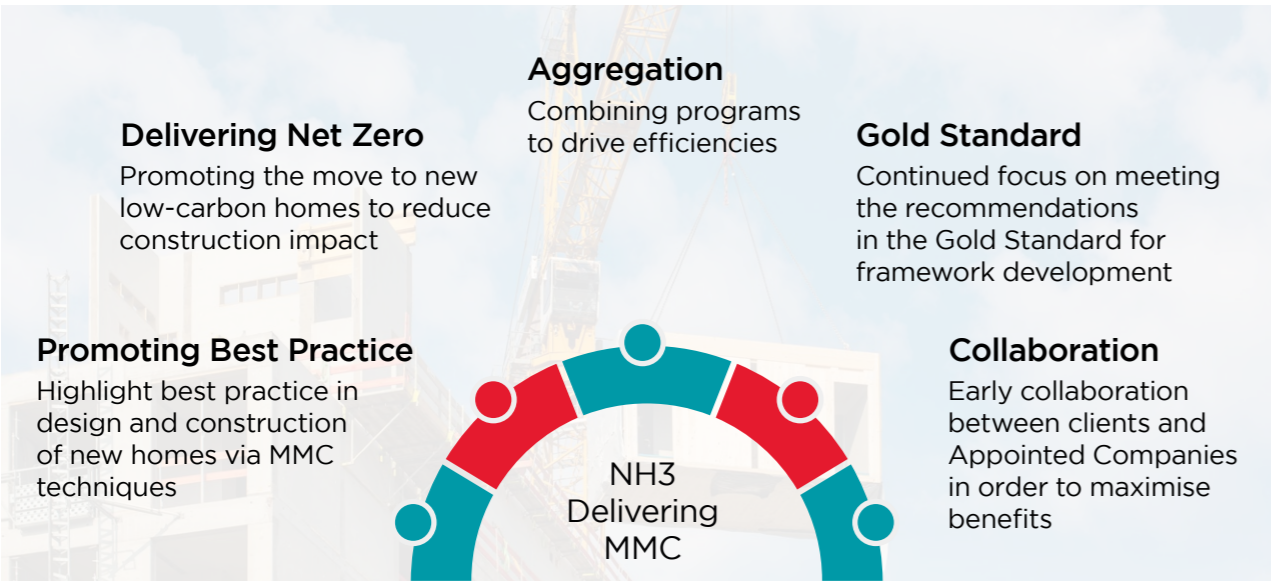 Aggregation
Combining programs
to drive efficiencies
Delivering Net Zero
Promoting the move to new
low-carbon homes to reduce
construction impact
Gold Standard
Continued focus on meeting
the recommendations
in the Gold Standard for
framework development
Promoting Best Practice
Highlight best practice in
design and construction
of new homes via MMC
techniques
Collaboration
Early collaboration
between clients and
Appointed Companies
in order to maximise
benefits
NH3
Delivering
MMC